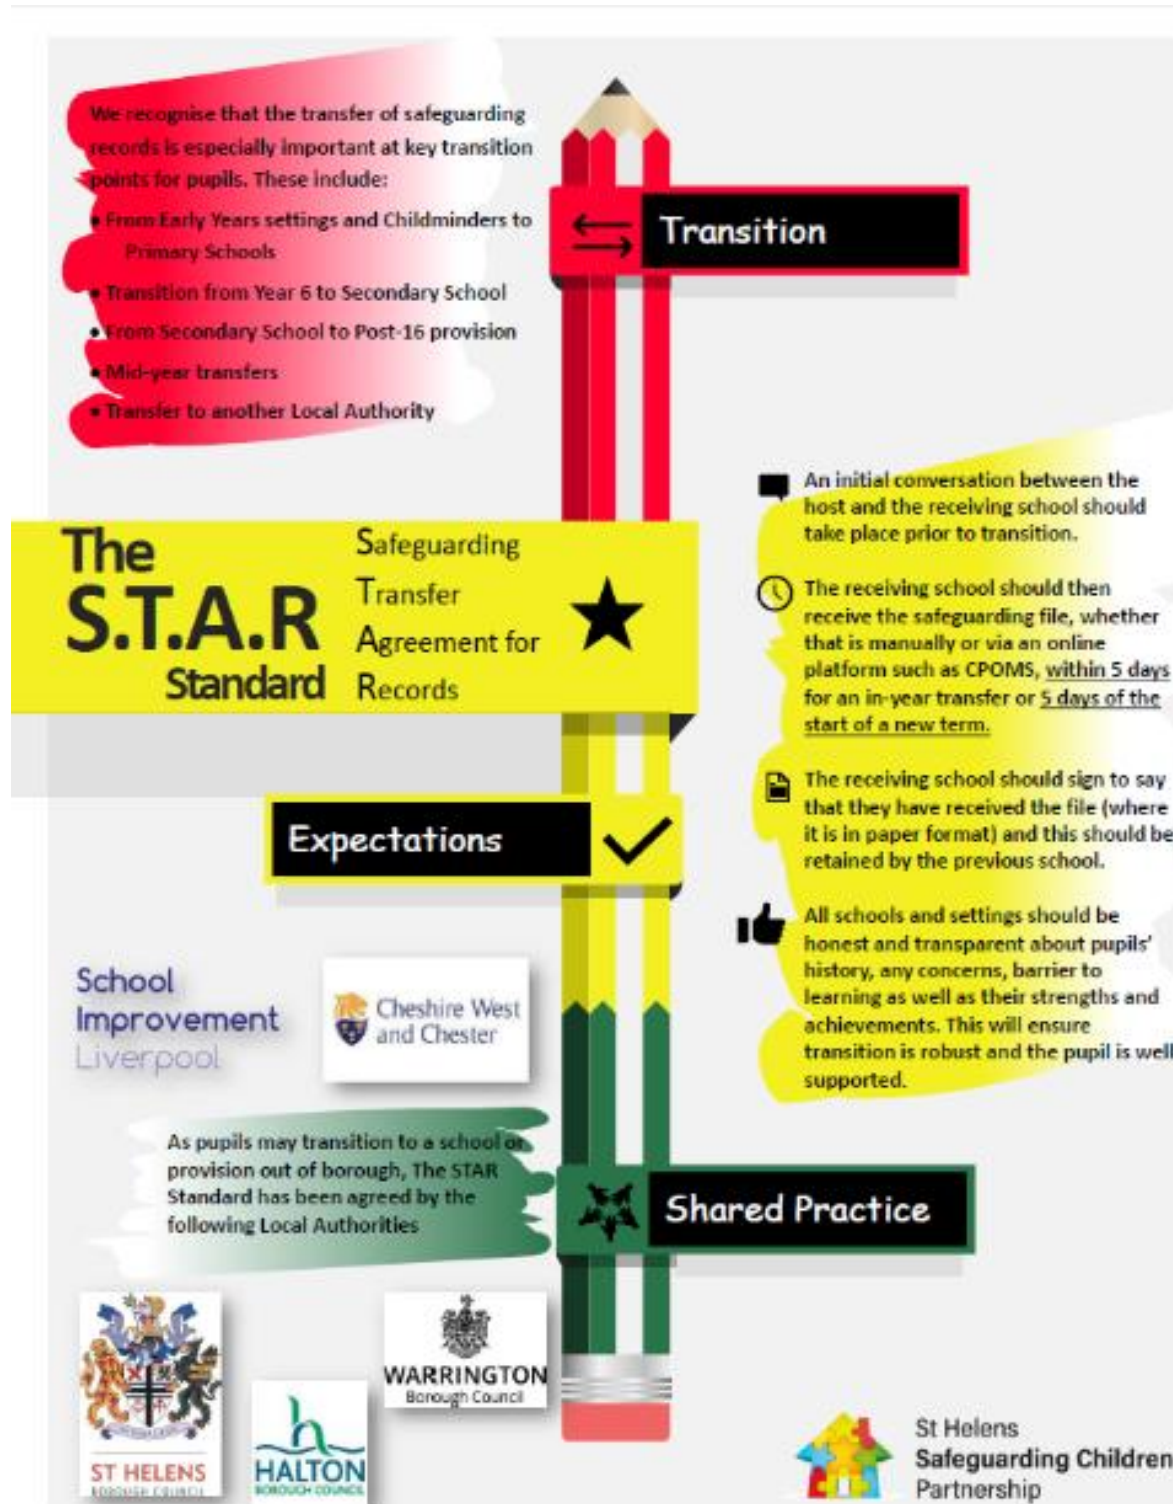 We recognise that the transfer of safeguarding
records is especially important at key transition
points for pupils. These include:
• From Early Years settings and Childminders to
Primary Schools
• Transition from Year 6 to Secondary School
• From Secondary School to Post-16 provision
• Mid-year transfers
• Transfer to another Local Authority
Transition
The
S.T.A.R
Standard
Safeguarding
Transfer
Agreement for
Records
An initial conversation between the
host and the receiving school should
take place prior to transition.
The receiving school should then
receive the safeguarding file, whether
that is manually or via an online
platform such as CPOMS, within 5 days
for an in-year transfer or 5 days of the
start of a new term.
The receiving school should sign to say
that they have received the file (where
it is in paper format) and this should be
retained by the previous school.
All schools and settings should be
honest and transparent about pupils'
history, any concerns, barrier to
learning as well as their strengths and
achievements. This will ensure
transition is robust and the pupil is well
supported.
Expectations
School
Improvement
Liverpool
Cheshire West
and Chester
As pupils may transition to a school or
provision out of borough, The STAR
Standard has been agreed by the
following Local Authorities
Shared Practice
ST HELENS
BOROUGH COUNCIL
HALTON
BOROUGH COUNCIL
WARRINGTON
Borough Council
St Helens
Safeguarding Children
Partnership